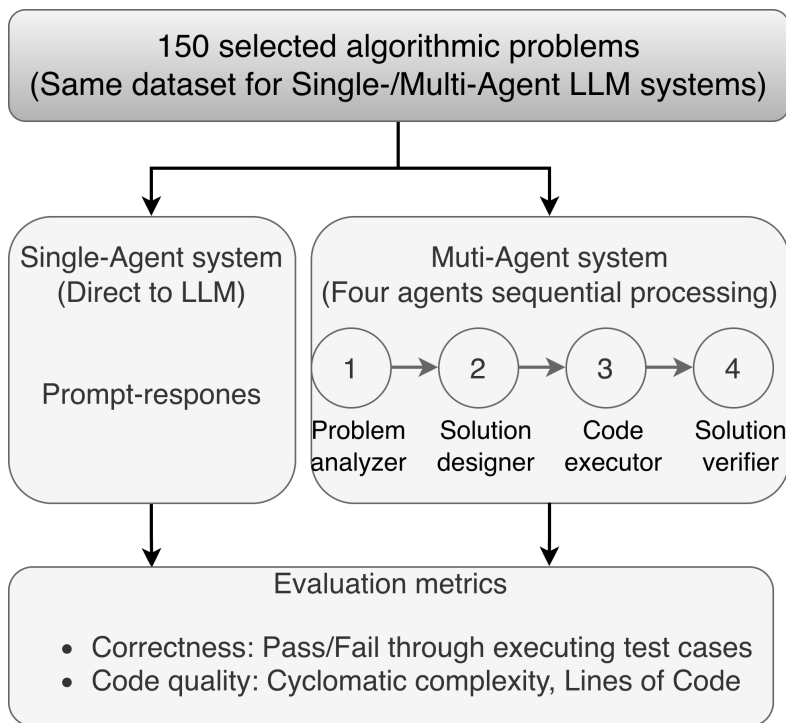 150 selected algorithmic problems
(Same dataset for Single-/Multi-Agent LLM systems)
Single-Agent system
(Direct to LLM)
Prompt-respones
Muti-Agent system
(Four agents sequential processing)
1
2
3
4
Problem
analyzer
Solution
designer
Code
executor
Solution
verifier
Evaluation metrics
• Correctness: Pass/Fail through executing test cases
• Code quality: Cyclomatic complexity, Lines of Code